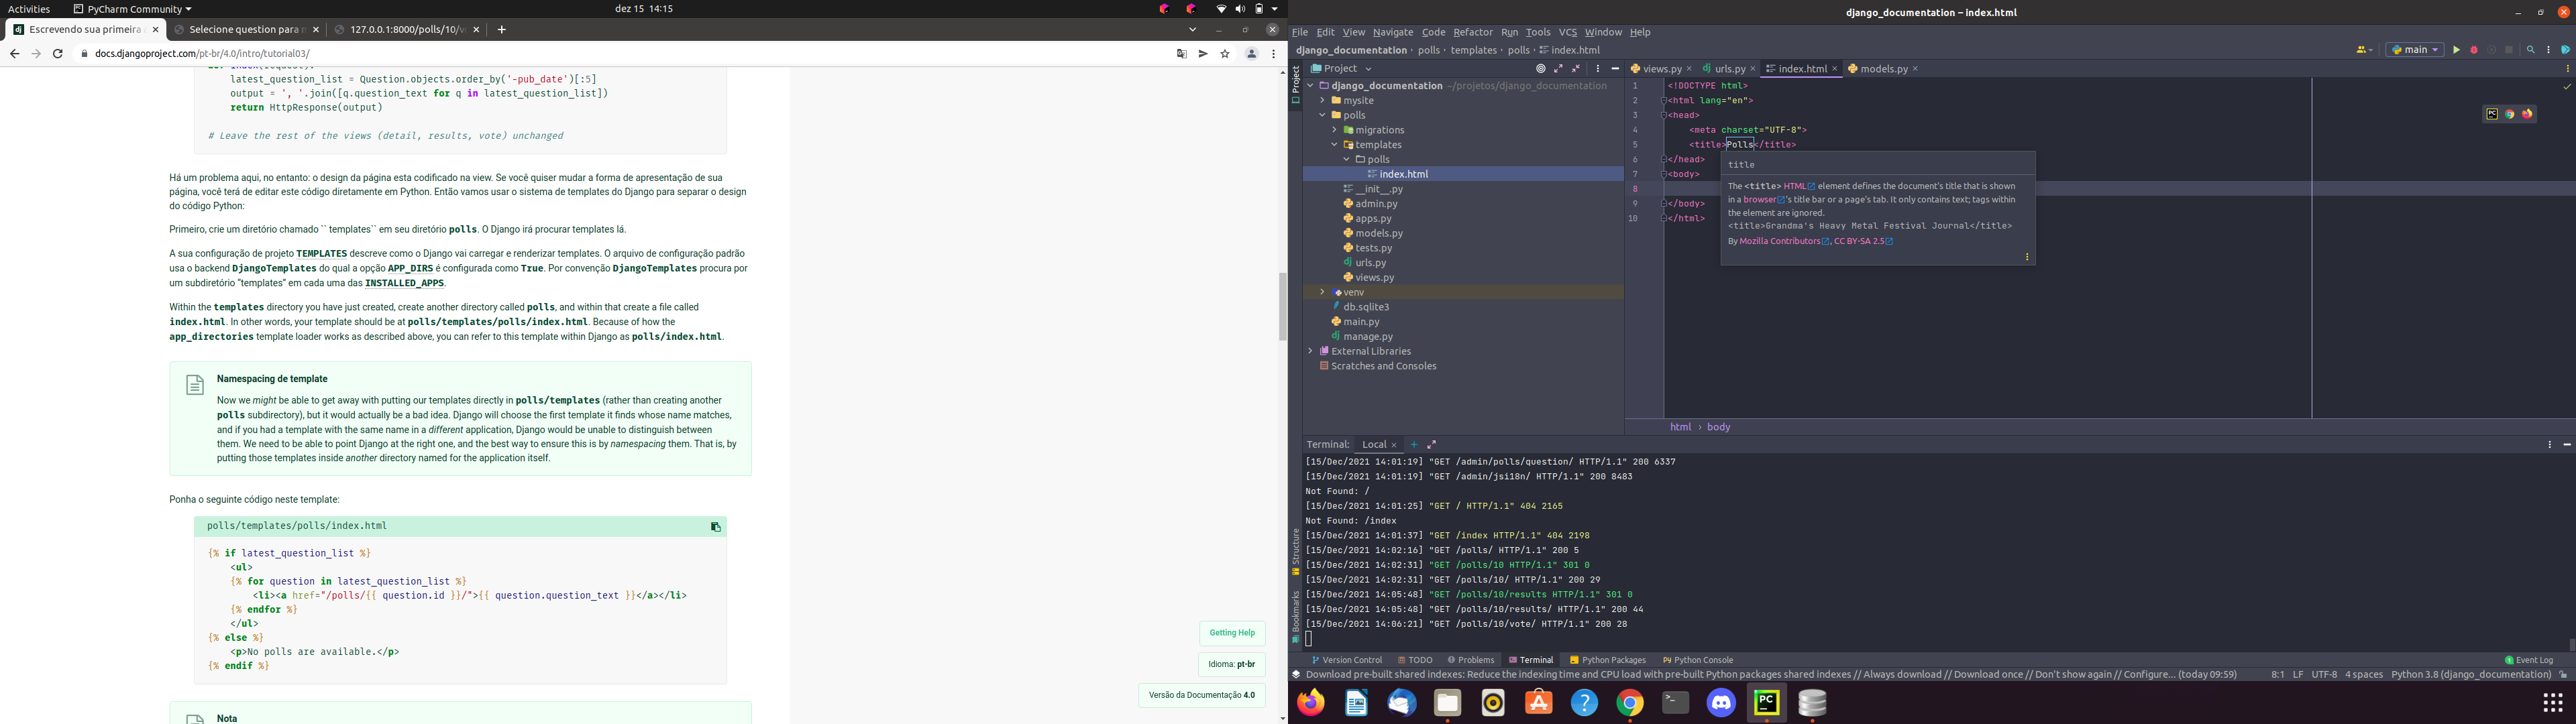 Activities
PyCharm Community
dez 15 14:15
Escrevendo sua primeira
Selecione question para
127.0.0.1:8000/polls/10/v
docs.djangoproject.com/pt-br/4.0/intro/tutorial03/
latest_question_list = Question.objects.order_by('-pub_date')[:5]
output = ', '.join([q.question_text for q in latest_question_list])
return HttpResponse(output)
# Leave the rest of the views (detail, results, vote) unchanged
Há um problema aqui, no entanto: o design da página esta codificado na view. Se você quiser mudar a forma de apresentação de sua
página, você terá de editar este código diretamente em Python. Então vamos usar o sistema de templates do Django para separar o design
do código Python:
Primeiro, crie um diretório chamado `` templates`` em seu diretório polls. O Django irá procurar templates lá.
A sua configuração de projeto TEMPLATES descreve como o Django vai carregar e renderizar templates. O arquivo de configuração padrão
usa o backend DjangoTemplates do qual a opção APP_DIRS é configurada como True. Por convenção DjangoTemplates procura por
um subdiretório "templates" em cada uma das INSTALLED_APPS.
Within the templates directory you have just created, create another directory called polls, and within that create a file called
index.html. In other words, your template should be at polls/templates/polls/index.html. Because of how the
app_directories template loader works as described above, you can refer to this template within Django as polls/index.html.
Namespacing de template
Now we might be able to get away with putting our templates directly in polls/templates (rather than creating another
polls subdirectory), but it would actually be a bad idea. Django will choose the first template it finds whose name matches,
and if you had a template with the same name in a different application, Django would be unable to distinguish between
them. We need to be able to point Django at the right one, and the best way to ensure this is by namespacing them. That is, by
putting those templates inside another directory named for the application itself.
Ponha o seguinte código neste template:
polls/templates/polls/index.html
{% if latest_question_list %}
<ul>
{% for question in latest_question_list %}
<li><a href="/polls/{{ question.id }}/">{{ question.question_text }}</a></li>
{% endfor %}
</ul>
{% else %}
<p>No polls are available.</p>
{% endif %}
Nota
Getting Help
Idioma: pt-br
Versão da Documentação 4.0
django_documentation – index.html
File Edit View Navigate Code Refactor Run Tools VCS Window Help
django_documentation polls templates polls index.html
main
Project
views.py urls.py index.html models.py
Project
django_documentation ~/projetos/django_documentation
mysite
polls
migrations
templates
polls
index.html
__init__.py
admin.py
apps.py
models.py
tests.py
urls.py
views.py
venv
db.sqlite3
main.py
manage.py
External Libraries
Scratches and Consoles
1 <!DOCTYPE html>
2 <html lang="en">
3 <head>
4 <meta charset="UTF-8">
5 <title>Polls</title>
6 </head>
7 <body>
8
9 </body>
10 </html>
title
The <title> HTML element defines the document's title that is shown
in a browser's title bar or a page's tab. It only contains text; tags within
the element are ignored.
<title>Grandma's Heavy Metal Festival Journal</title>
By Mozilla Contributors, CC BY-SA 2.5
html body
Terminal: Local
[15/Dec/2021 14:01:19] "GET /admin/polls/question/ HTTP/1.1" 200 6337
[15/Dec/2021 14:01:19] "GET /admin/jsi18n/ HTTP/1.1" 200 8483
Not Found: /
[15/Dec/2021 14:01:25] "GET / HTTP/1.1" 404 2165
Not Found: /index
[15/Dec/2021 14:01:37] "GET /index HTTP/1.1" 404 2198
[15/Dec/2021 14:02:16] "GET /polls/ HTTP/1.1" 200 5
[15/Dec/2021 14:02:31] "GET /polls/10 HTTP/1.1" 301 0
[15/Dec/2021 14:02:31] "GET /polls/10/ HTTP/1.1" 200 29
[15/Dec/2021 14:05:48] "GET /polls/10/results HTTP/1.1" 301 0
[15/Dec/2021 14:05:48] "GET /polls/10/results/ HTTP/1.1" 200 44
[15/Dec/2021 14:06:21] "GET /polls/10/vote/ HTTP/1.1" 200 28
Structure
Bookmarks
Version Control TODO Problems Terminal Python Packages Python Console
1 Event Log
Download pre-built shared indexes: Reduce the indexing time and CPU load with pre-built Python packages shared indexes // Always download // Download once // Don't show again // Configure... (today 09:59)
8:1 LF UTF-8 4 spaces Python 3.8 (django_documentation)